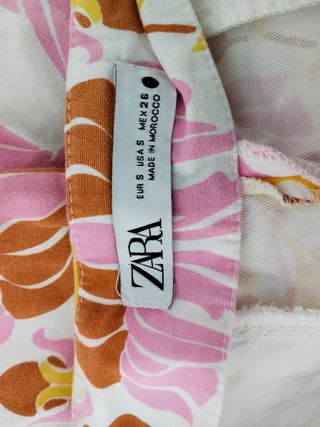 ZARA
EUR S USA S MEX 26
MADE IN MOROCCO